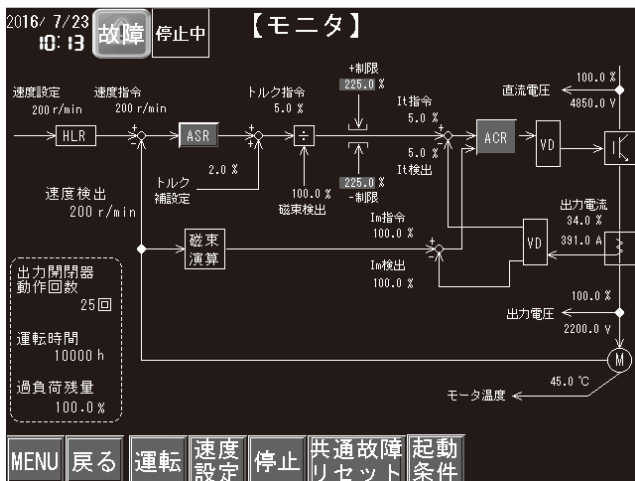 2016/ 7/23
10:13
故障
停止中
【モニタ】
速度設定
200 r/min
速度指令
200 r/min
トルク指令
5.0 %
+制限
225.0 %
It指令
5.0 %
直流電圧
100.0 %
4850.0 V
HLR
+
-
ASR
+
+
÷
+
-
ACR
VD
5.0 %
It検出
2.0 %
トルク
補設定
100.0 %
磁束検出
225.0 %
-制限
速度検出
200 r/min
磁束
演算
Im指令
100.0 %
+
-
Im検出
100.0 %
VD
出力電流
34.0 %
391.0 A
出力開閉器
動作回数
25回
運転時間
10000 h
過負荷残量
100.0 %
100.0 %
出力電圧
2200.0 V
M
45.0 ℃
モータ温度
MENU
戻る
運転
速度
設定
停止
共通故障
リセット
起動
条件